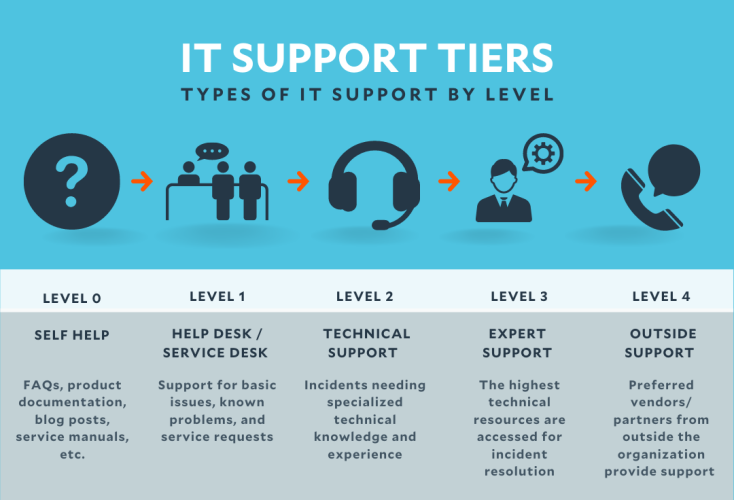 IT SUPPORT TIERS
TYPES OF IT SUPPORT BY LEVEL
?
LEVEL 0
SELF HELP
FAQs, product
documentation,
blog posts,
service manuals,
etc.
LEVEL 1
HELP DESK /
SERVICE DESK
Support for basic
issues, known
problems, and
service requests
LEVEL 2
TECHNICAL
SUPPORT
Incidents needing
specialized
technical
knowledge and
experience
LEVEL 3
EXPERT
SUPPORT
The highest
technical
resources are
accessed for
incident
resolution
LEVEL 4
OUTSIDE
SUPPORT
Preferred
vendors/
partners from
outside the
organization
provide support